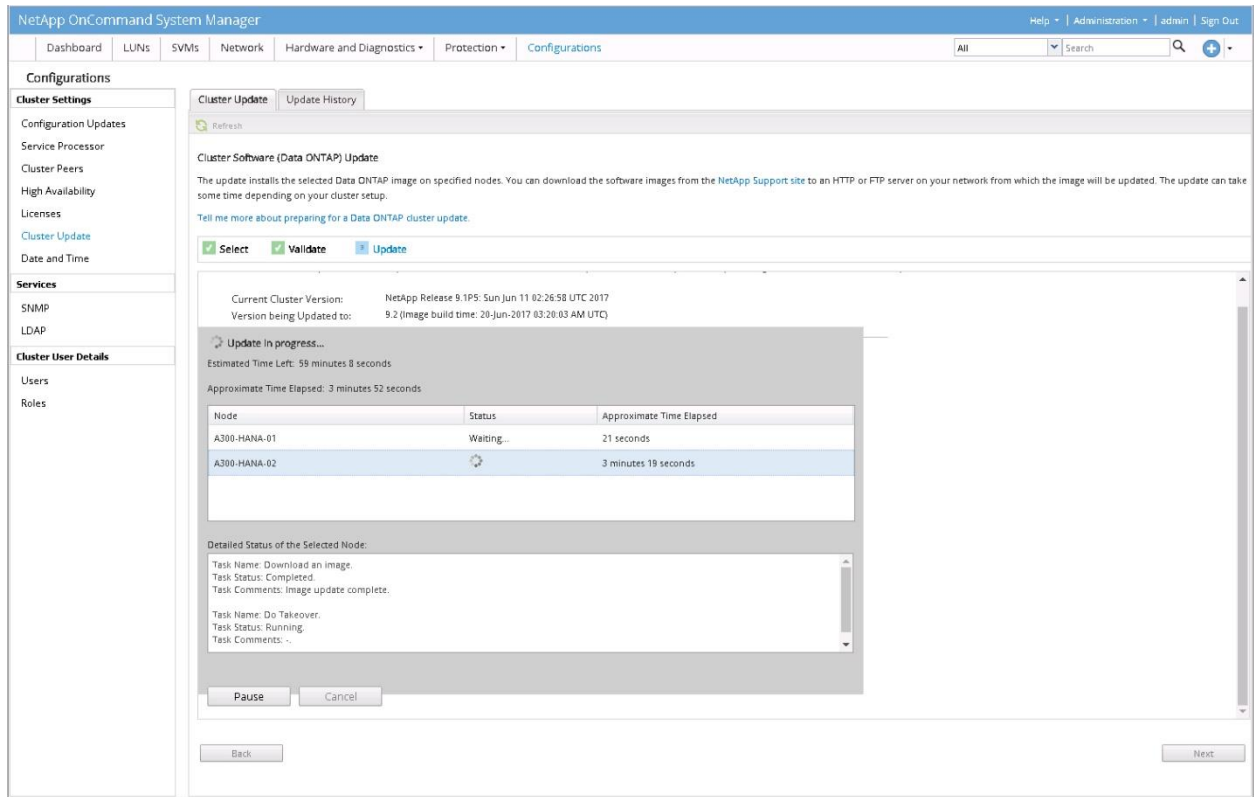 NetApp OnCommand System Manager
Help | Administration | admin | Sign Out
Dashboard LUNs SVMs Network Hardware and Diagnostics Protection Configurations All Search
Configurations
Cluster Settings
Configuration Updates
Service Processor
Cluster Peers
High Availability
Licenses
Cluster Update
Date and Time
Services
SNMP
LDAP
Cluster User Details
Users
Roles
Cluster Update Update History
Refresh
Cluster Software (Data ONTAP) Update
The update installs the selected Data ONTAP image on specified nodes. You can download the software images from the NetApp Support site to an HTTP or FTP server on your network from which the image will be updated. The update can take
some time depending on your cluster setup.
Tell me more about preparing for a Data ONTAP cluster update.
Select Validate 3 Update
Current Cluster Version: NetApp Release 9.1P5: Sun Jun 11 02:26:58 UTC 2017
Version being Updated to: 9.2 (Image build time: 20-Jun-2017 03:20:03 AM UTC)
Update in progress...
Estimated Time Left: 59 minutes 8 seconds
Approximate Time Elapsed: 3 minutes 52 seconds
Node Status Approximate Time Elapsed
A300-HANA-01 Waiting... 21 seconds
A300-HANA-02 3 minutes 19 seconds
Detailed Status of the Selected Node:
Task Name: Download an image.
Task Status: Completed.
Task Comments: Image update complete.
Task Name: Do Takeover.
Task Status: Running.
Task Comments: -.
Pause Cancel
Back Next